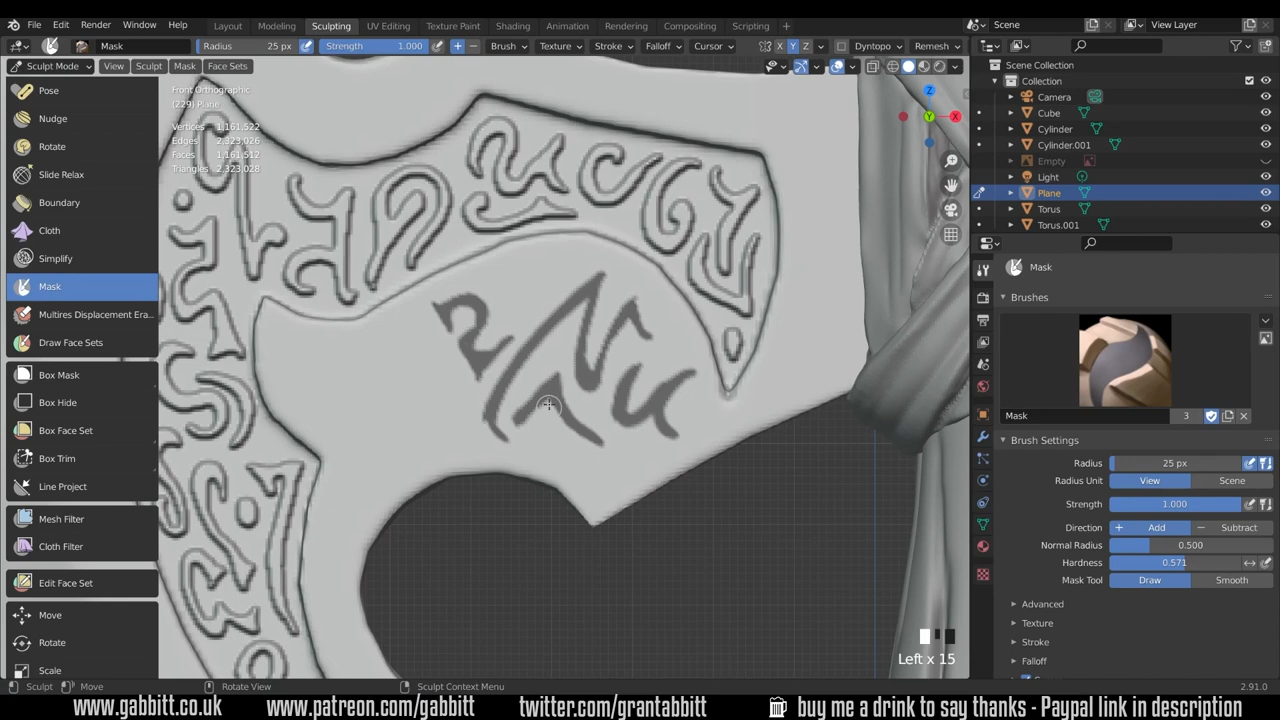 File Edit Render Window Help Layout Modeling Sculpting UV Editing Texture Paint Shading Animation Rendering Compositing Scripting + Scene View Layer
Mask Radius 25 px Strength 1.000 + − Brush Texture Stroke Falloff Cursor X Y Z Dyntopo Remesh
Sculpt Mode View Sculpt Mask Face Sets
Scene Collection
Collection
Camera
Cube
Cylinder
Cylinder.001
Empty
Light
Plane
Torus
Torus.001
Pose
Nudge
Rotate
Slide Relax
Boundary
Cloth
Simplify
Mask
Multires Displacement Era...
Draw Face Sets
Box Mask
Box Hide
Box Face Set
Box Trim
Line Project
Mesh Filter
Cloth Filter
Edit Face Set
Move
Rotate
Scale
Front Orthographic
(229) Plane
Vertices 1,161,522
Edges 2,323,026
Faces 1,161,512
Triangles 2,323,028
Z
X
Y
Mask
Brushes
Mask 3
Brush Settings
Radius 25 px
Radius Unit View Scene
Strength 1.000
Direction + Add − Subtract
Normal Radius 0.500
Hardness 0.571
Mask Tool Draw Smooth
Advanced
Texture
Stroke
Falloff
Left x 15
Sculpt Move Rotate View Sculpt Context Menu 2.91.0
www.gabbitt.co.uk www.patreon.com/gabbitt twitter.com/grantabbitt buy me a drink to say thanks - Paypal link in description